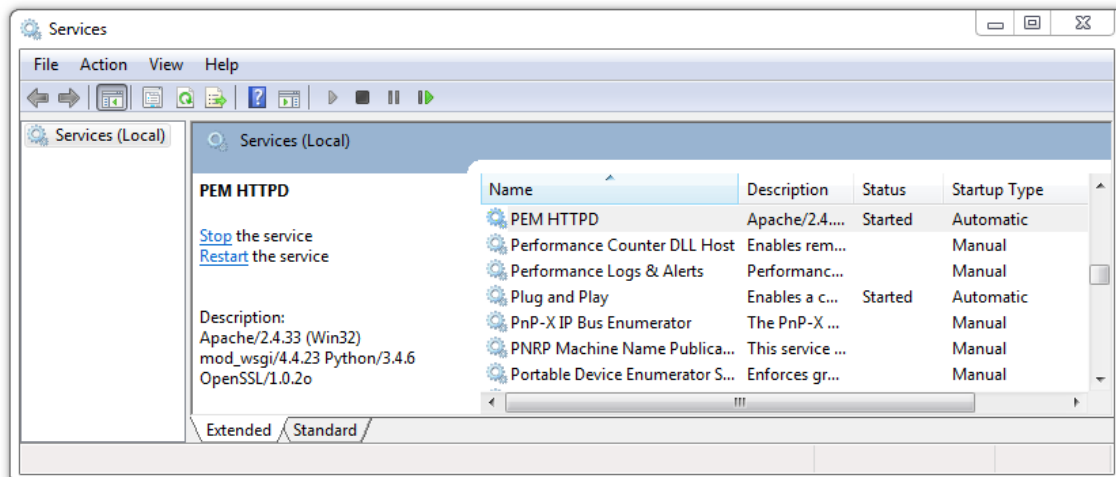 Services
File Action View Help
Services (Local)
Services (Local)
PEM HTTPD
Stop the service
Restart the service
Description:
Apache/2.4.33 (Win32)
mod_wsgi/4.4.23 Python/3.4.6
OpenSSL/1.0.2o
Name Description Status Startup Type
PEM HTTPD Apache/2.4.... Started Automatic
Performance Counter DLL Host Enables rem... Manual
Performance Logs & Alerts Performanc... Manual
Plug and Play Enables a c... Started Automatic
PnP-X IP Bus Enumerator The PnP-X ... Manual
PNRP Machine Name Publica... This service ... Manual
Portable Device Enumerator S... Enforces gr... Manual
Extended Standard